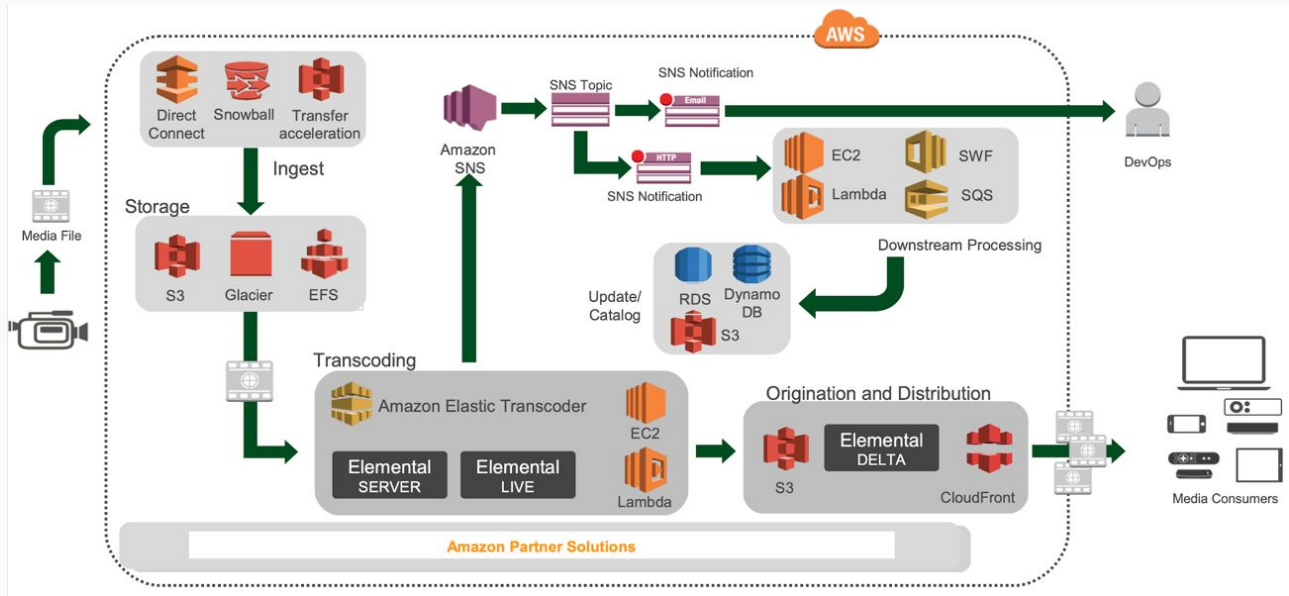 AWS
Direct
Connect
Snowball
Transfer
acceleration
Ingest
Media File
Storage
S3
Glacier
EFS
Amazon
SNS
SNS Topic
SNS Notification
Email
DevOps
HTTP
SNS Notification
EC2
SWF
Lambda
SQS
Downstream Processing
Update/
Catalog
RDS
Dynamo
DB
S3
Transcoding
Amazon Elastic Transcoder
EC2
Elemental
SERVER
Elemental
LIVE
Lambda
Origination and Distribution
S3
Elemental
DELTA
CloudFront
Media Consumers
Amazon Partner Solutions